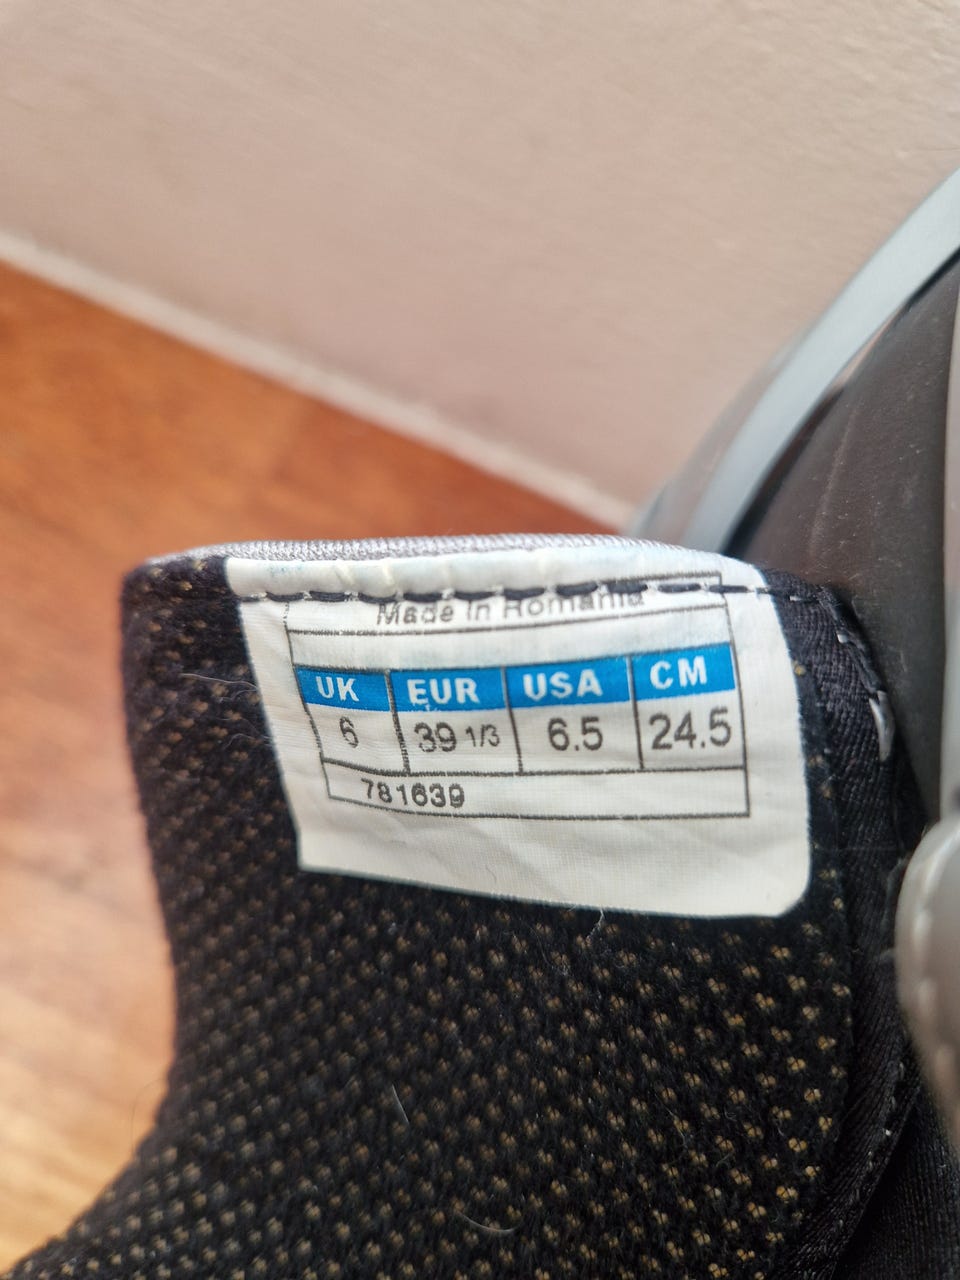 Made in Romania
UK EUR USA CM
6 39 1/3 6.5 24.5
781639